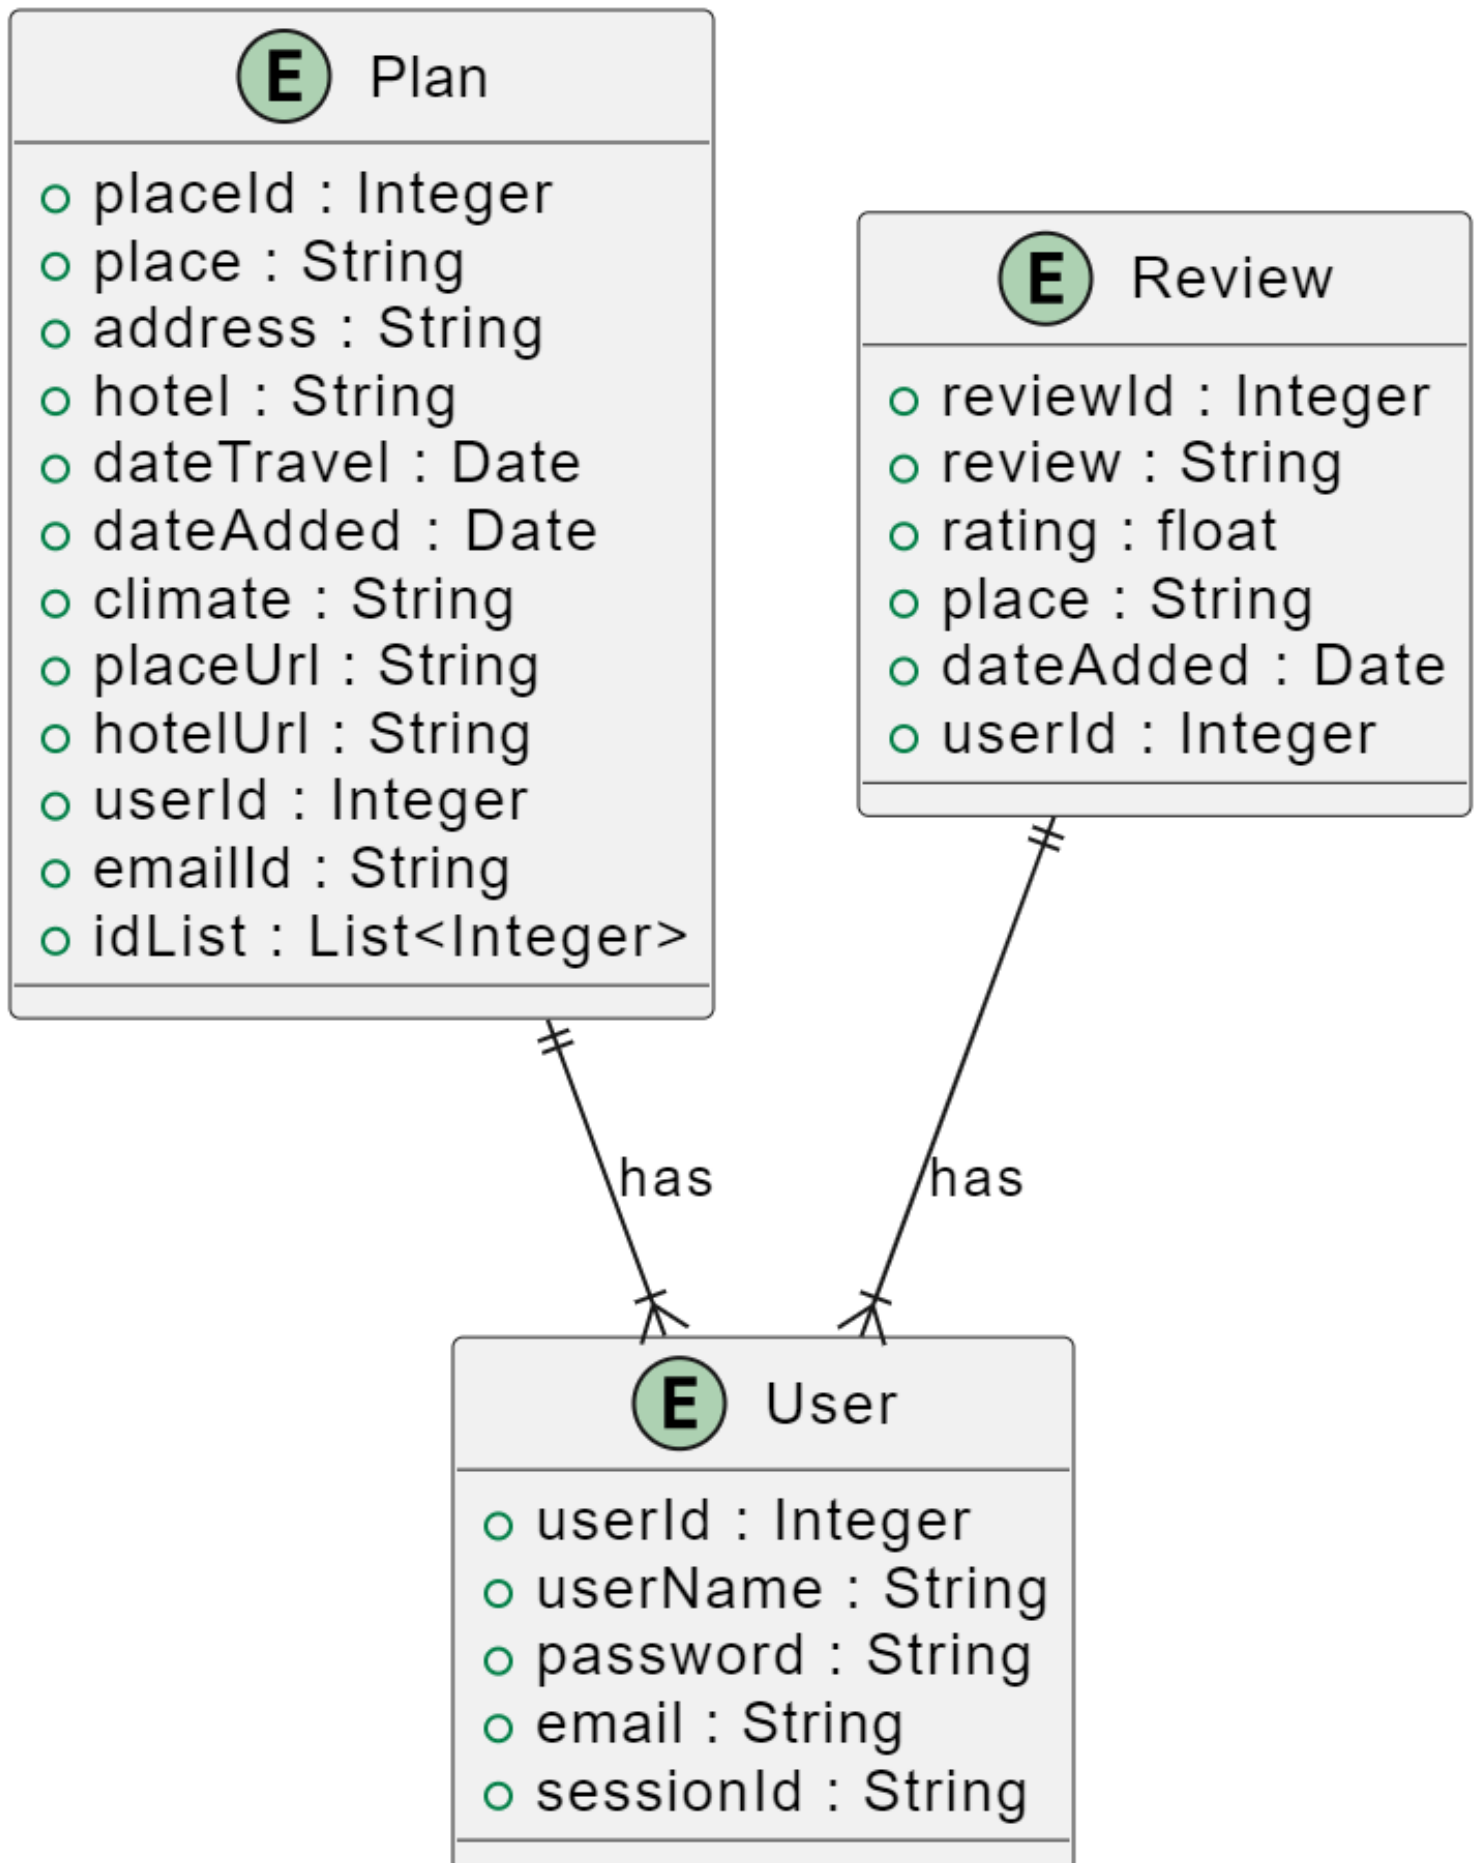 E Plan
placeId : Integer
place : String
address : String
hotel : String
dateTravel : Date
dateAdded : Date
climate : String
placeUrl : String
hotelUrl : String
userId : Integer
emailId : String
idList : List<Integer>
E Review
reviewId : Integer
review : String
rating : float
place : String
dateAdded : Date
userId : Integer
has
has
E User
userId : Integer
userName : String
password : String
email : String
sessionId : String